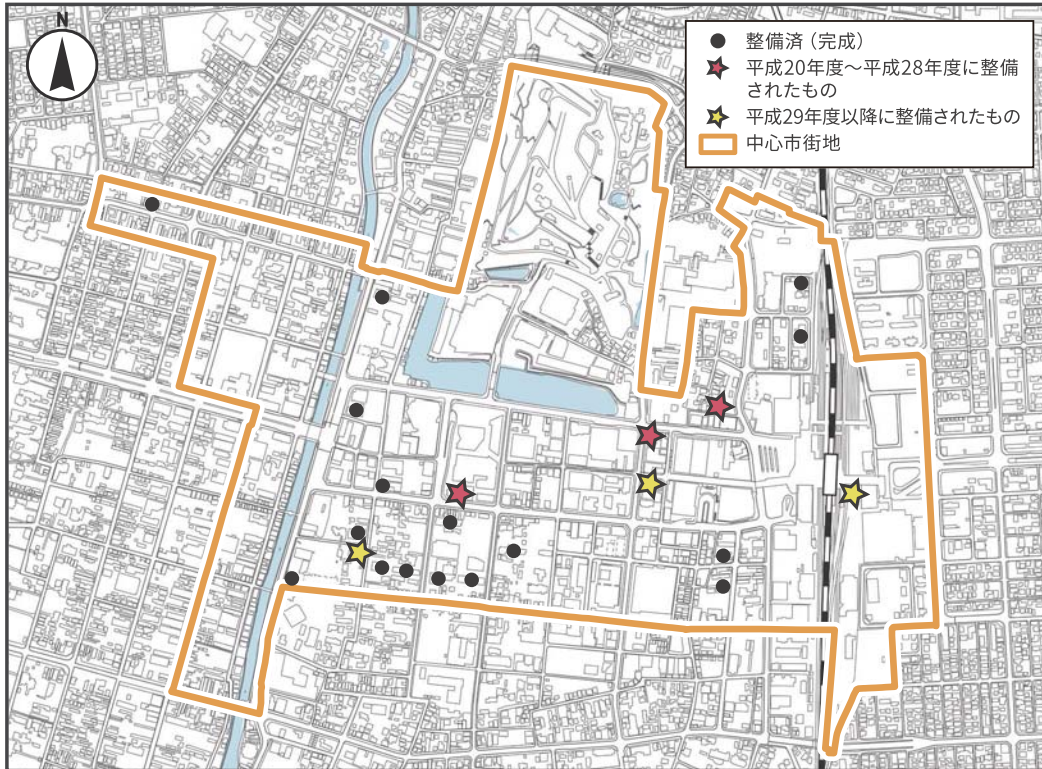 N
整備済（完成）
平成20年度～平成28年度に整備
されたもの
平成29年度以降に整備されたもの
中心市街地